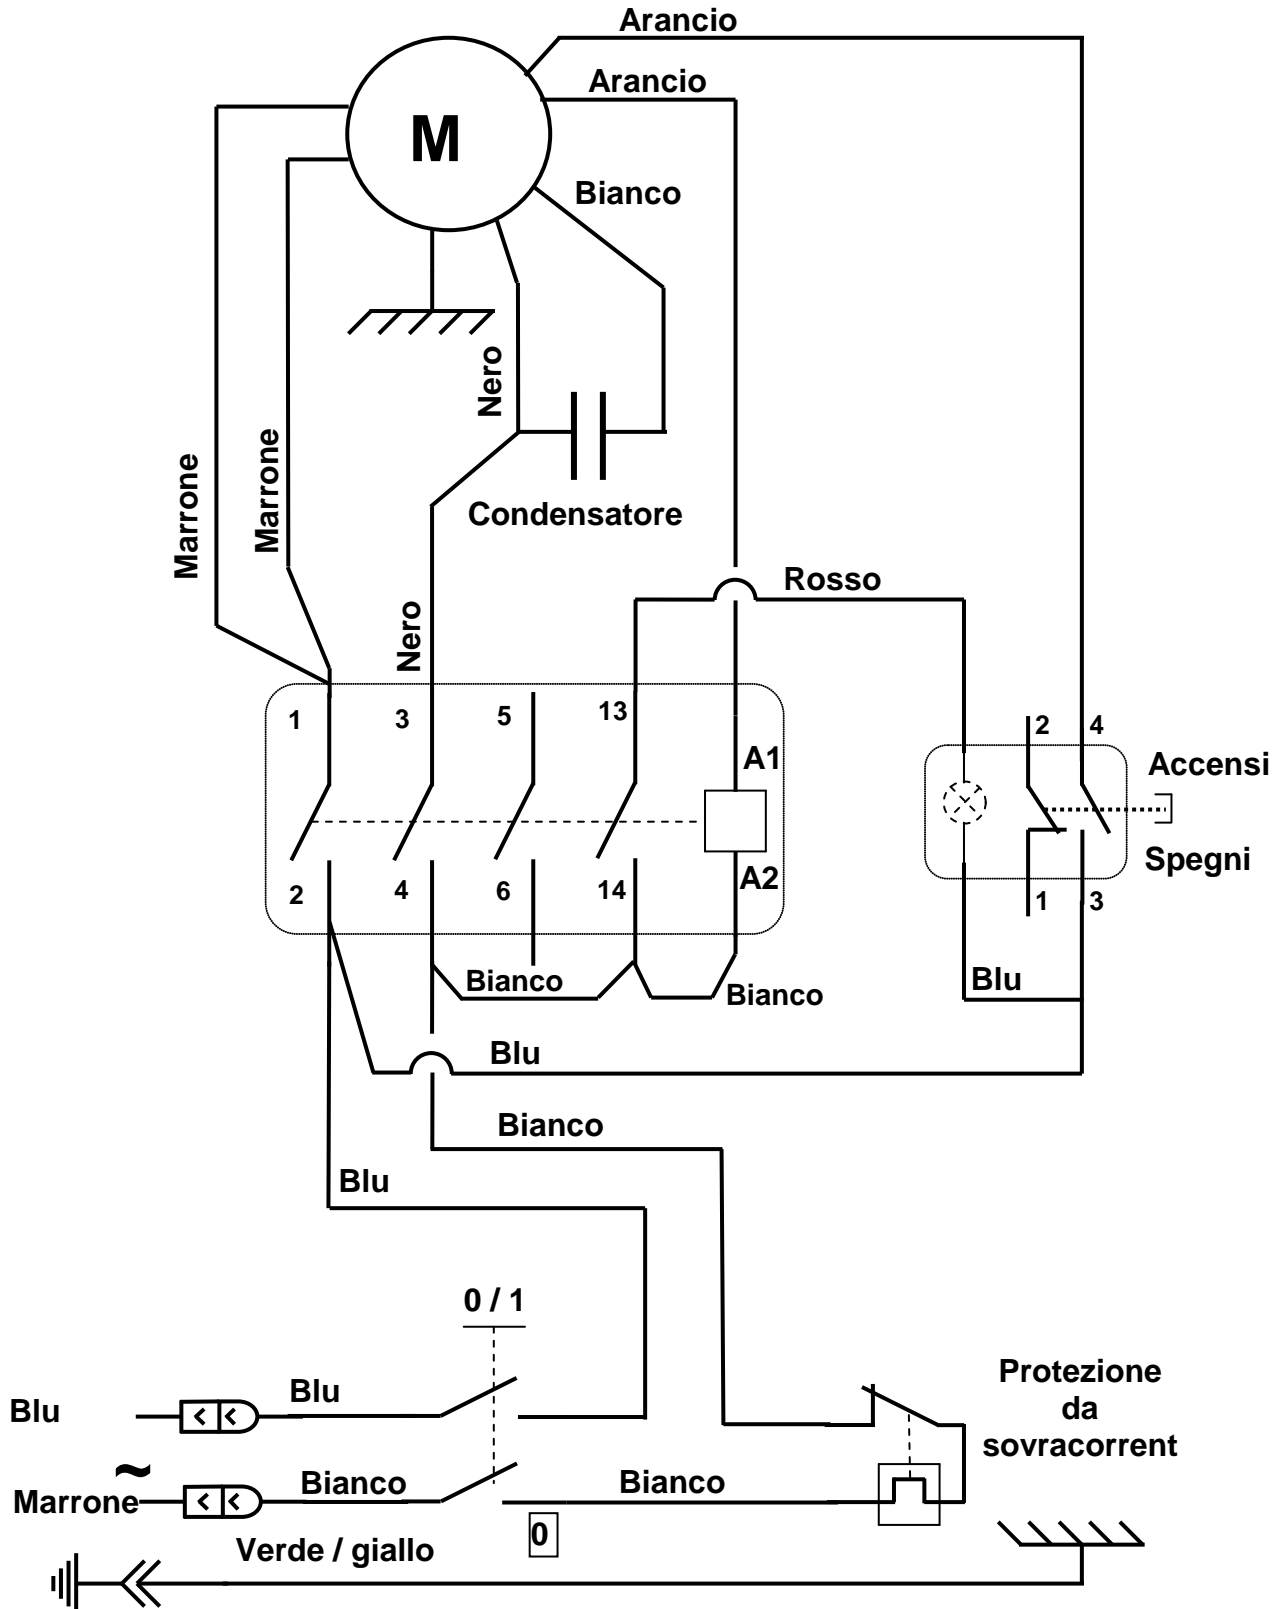 Arancio
Arancio
M
Bianco
Nero
Marrone
Marrone
Condensatore
Rosso
Nero
1
3
5
13
A1
2
4
Accensi
Spegni
2
4
6
14
A2
1
3
Bianco
Bianco
Blu
Blu
Bianco
Blu
0 / 1
Protezione
da
sovracorrent
Blu
Blu
~
Marrone
Bianco
Bianco
0
Verde / giallo